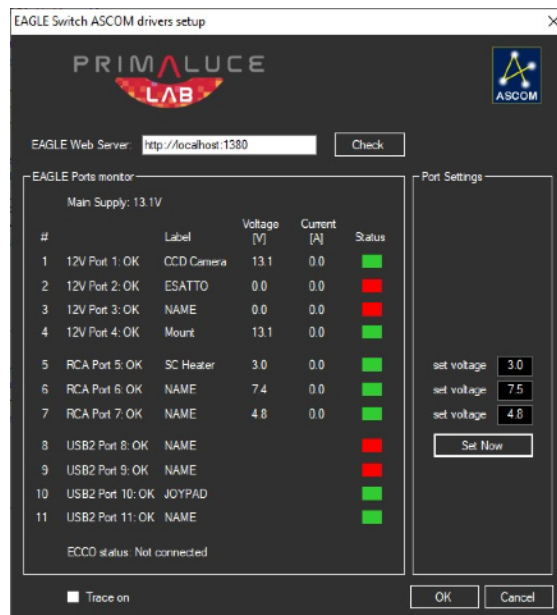 EAGLE Switch ASCOM drivers setup
PRIMALUCE
LAB
ASCOM
EAGLE Web Server: http://localhost:1380 Check
EAGLE Ports monitor
Port Settings
Main Supply: 13.1V
# Label Voltage [V] Current [A] Status
1 12V Port 1: OK CCD Camera 13.1 0.0
2 12V Port 2: OK ESATTO 0.0 0.0
3 12V Port 3: OK NAME 0.0 0.0
4 12V Port 4: OK Mount 13.1 0.0
5 RCA Port 5: OK SC Heater 3.0 0.0 set voltage 3.0
6 RCA Port 6: OK NAME 7.4 0.0 set voltage 7.5
7 RCA Port 7: OK NAME 4.8 0.0 set voltage 4.8
Set Now
8 USB2 Port 8: OK NAME
9 USB2 Port 9: OK NAME
10 USB2 Port 10: OK JOYPAD
11 USB2 Port 11: OK NAME
ECCO status: Not connected
Trace on OK Cancel